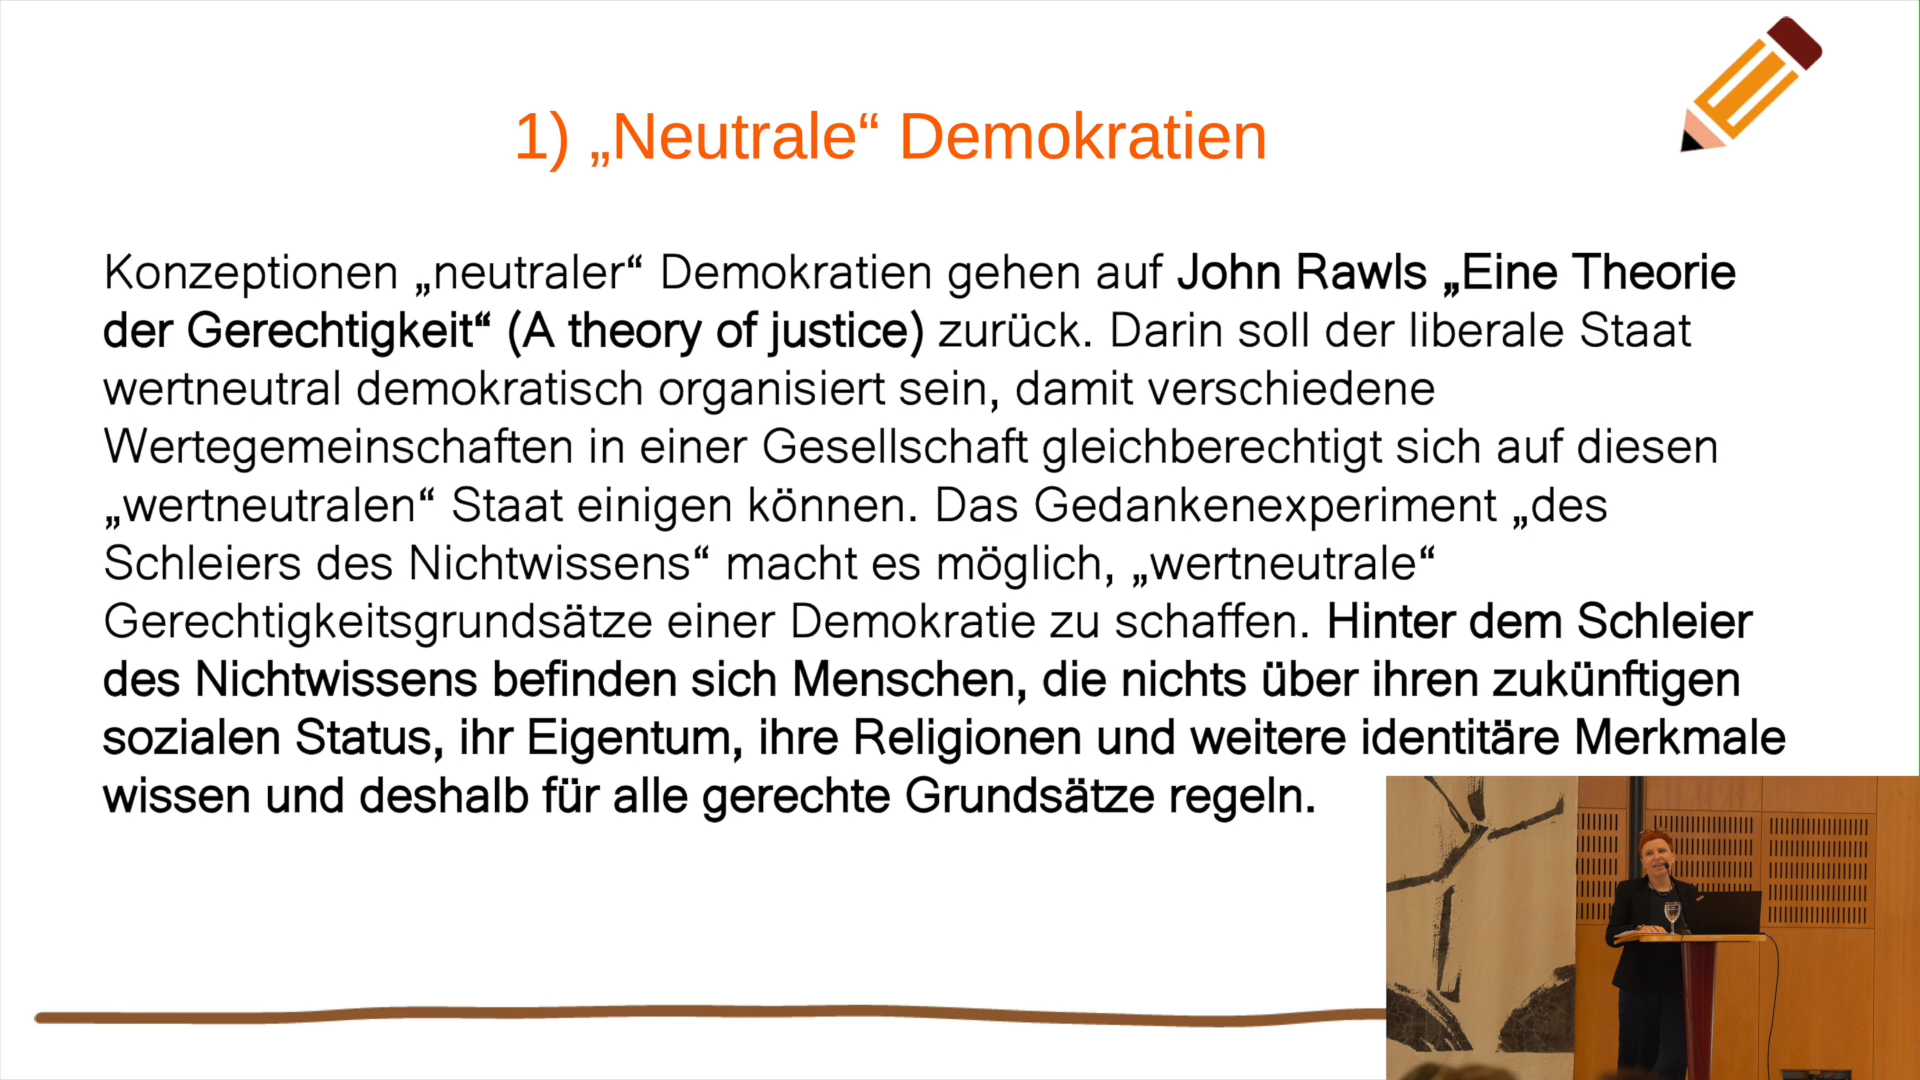 1) „Neutrale“ Demokratien
Konzeptionen „neutraler“ Demokratien gehen auf John Rawls „Eine Theorie
der Gerechtigkeit“ (A theory of justice) zurück. Darin soll der liberale Staat
wertneutral demokratisch organisiert sein, damit verschiedene
Wertegemeinschaften in einer Gesellschaft gleichberechtigt sich auf diesen
„wertneutralen“ Staat einigen können. Das Gedankenexperiment „des
Schleiers des Nichtwissens“ macht es möglich, „wertneutrale“
Gerechtigkeitsgrundsätze einer Demokratie zu schaffen. Hinter dem Schleier
des Nichtwissens befinden sich Menschen, die nichts über ihren zukünftigen
sozialen Status, ihr Eigentum, ihre Religionen und weitere identitäre Merkmale
wissen und deshalb für alle gerechte Grundsätze regeln.